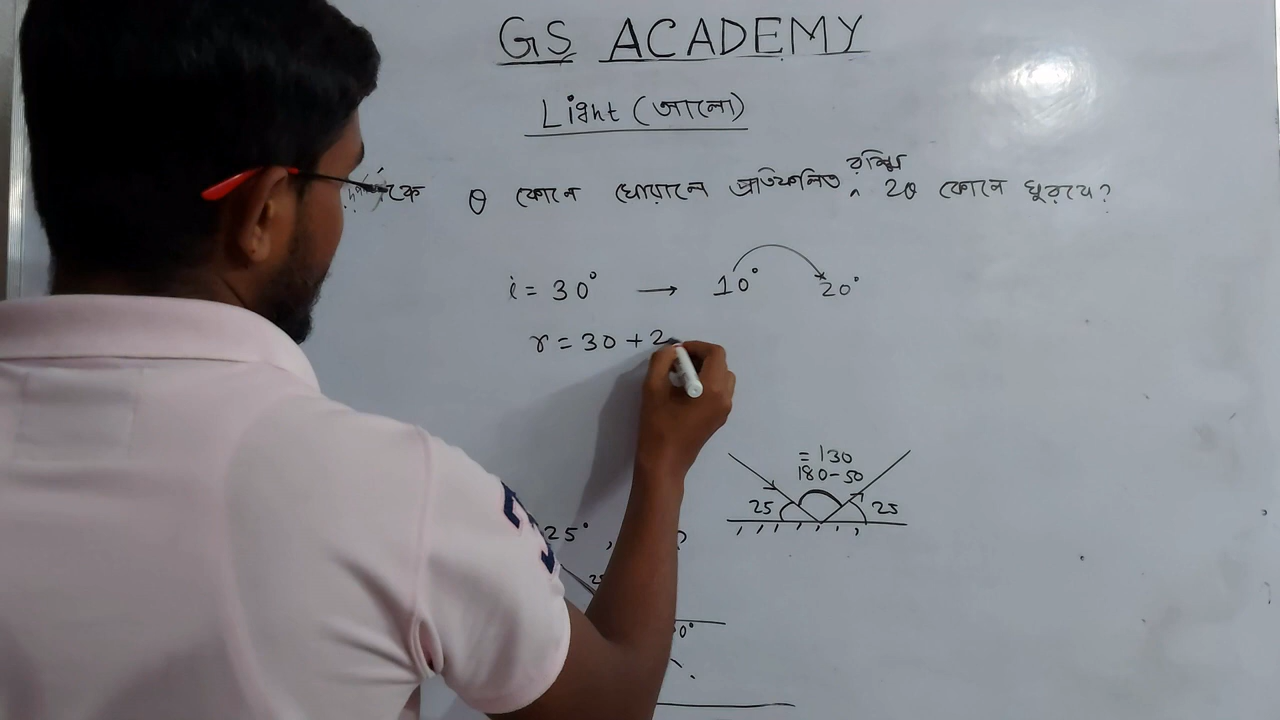 GS ACADEMY
Light (আলো)
কে θ কোনে ঘোরালে প্রতিফলিত ^ রশ্মি 2θ কোনে ঘুরবে?
i = 30° → 10° 20°
r = 30 + 2
= 130
180-50
25 25
25° , ?
0°